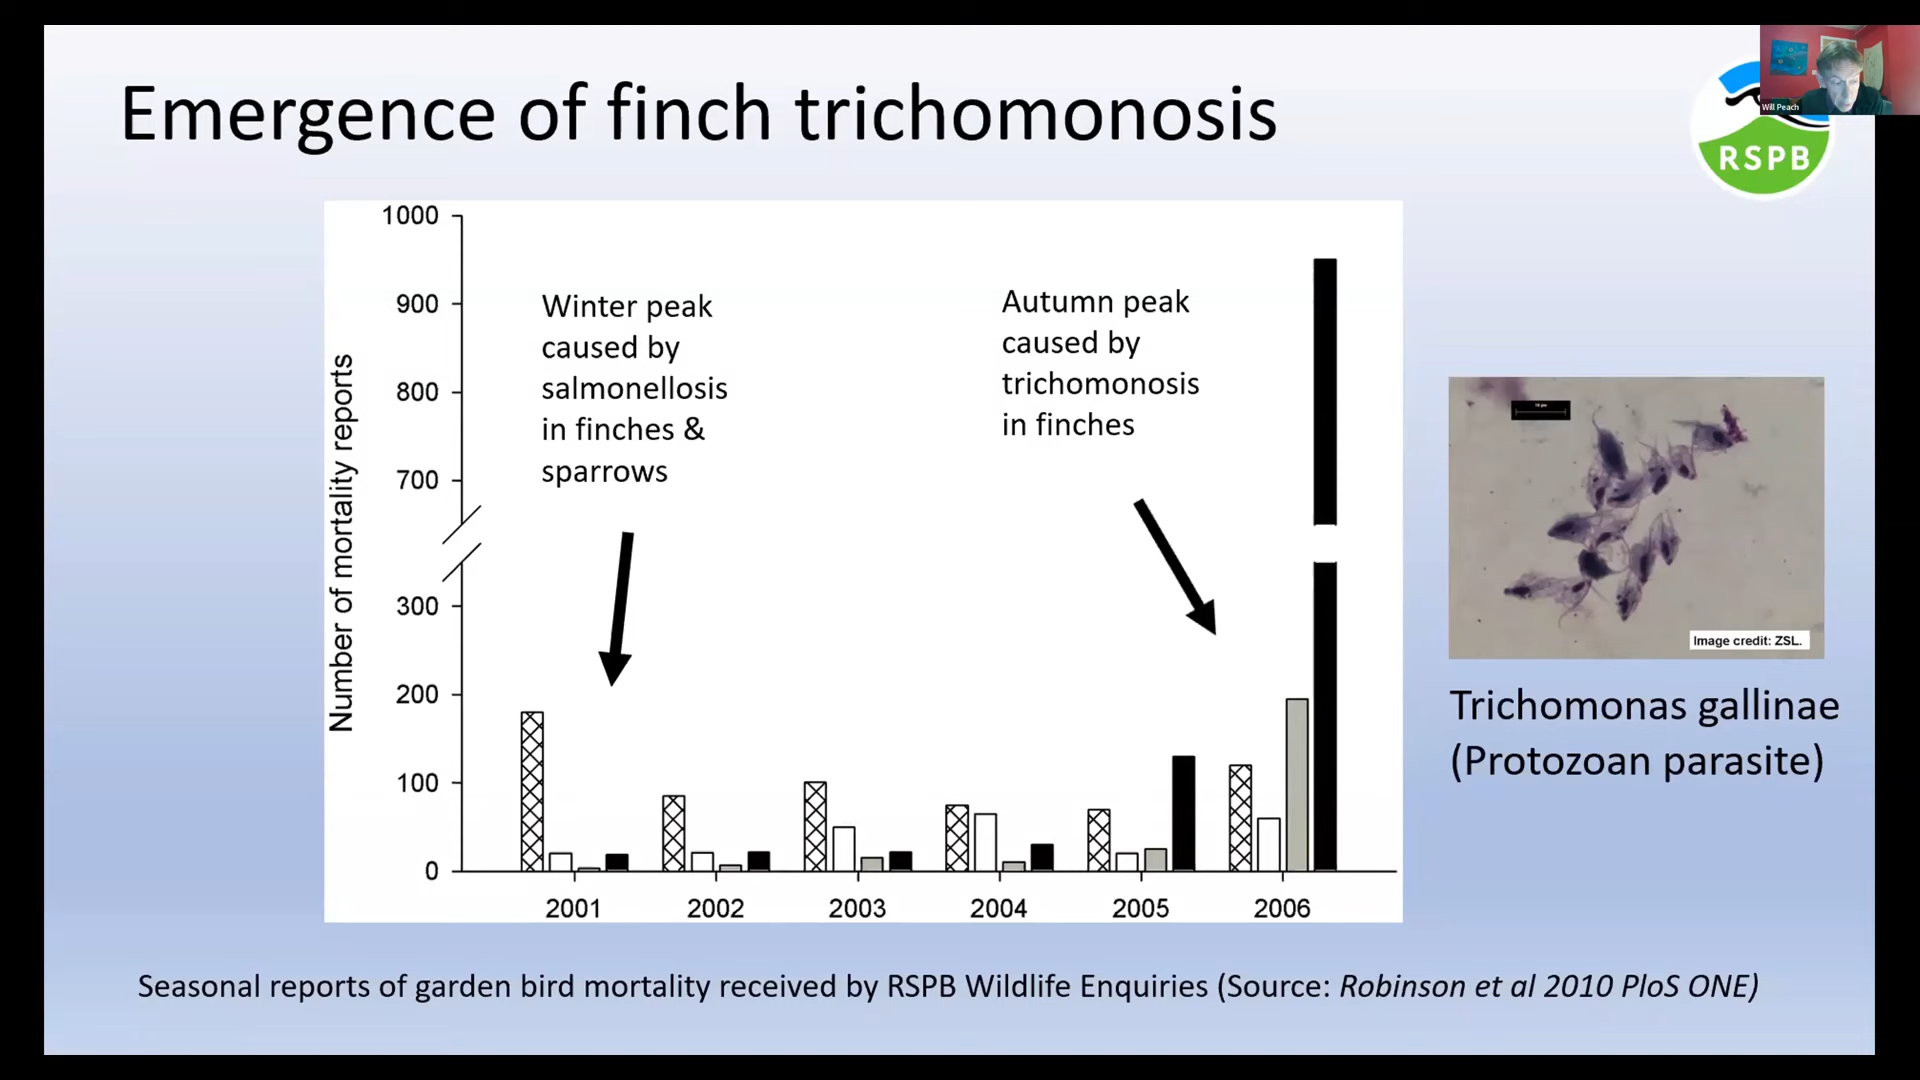 Emergence of finch trichomonosis
Will Peach
RSPB
Number of mortality reports
1000
900
800
700
300
200
100
0
Winter peak
caused by
salmonellosis
in finches &
sparrows
Autumn peak
caused by
trichomonosis
in finches
2001
2002
2003
2004
2005
2006
Image credit: ZSL.
Trichomonas gallinae
(Protozoan parasite)
Seasonal reports of garden bird mortality received by RSPB Wildlife Enquiries (Source: Robinson et al 2010 PloS ONE)